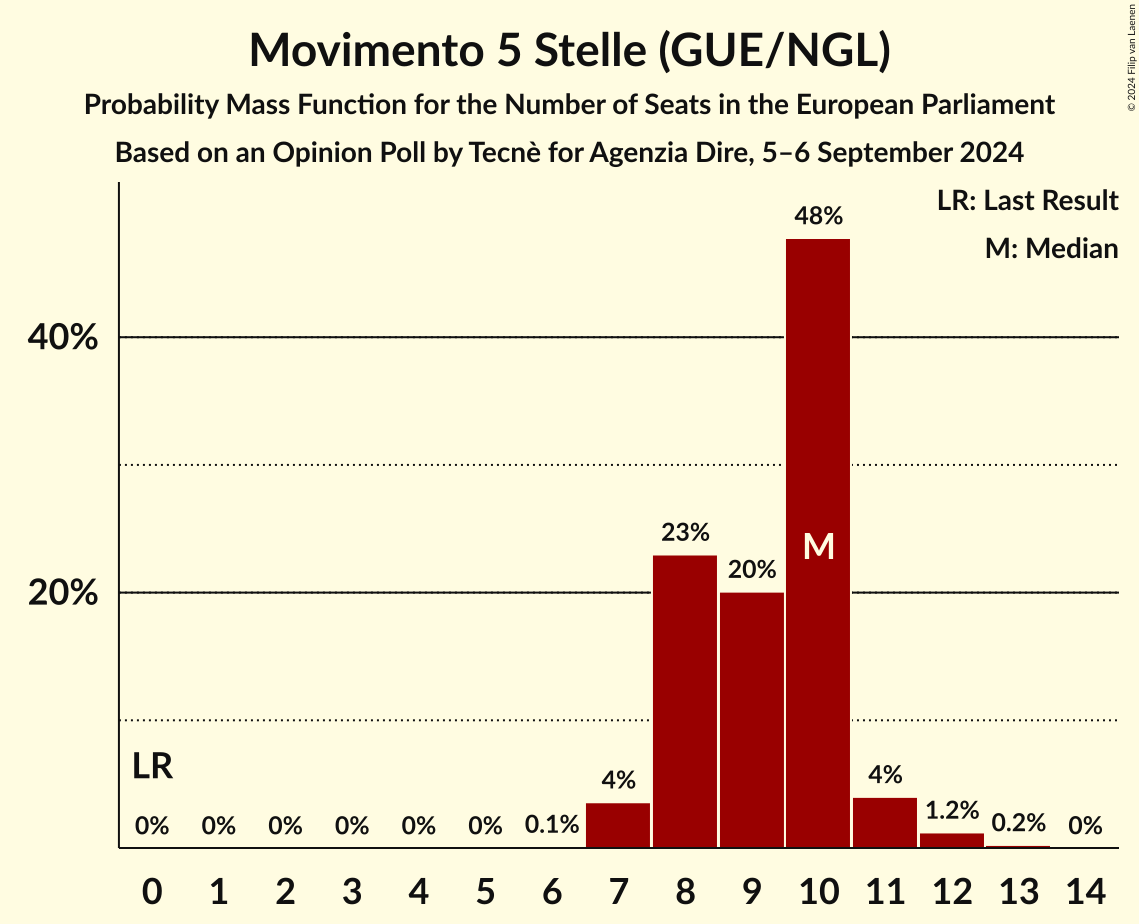 Movimento 5 Stelle (GUE/NGL)
Probability Mass Function for the Number of Seats in the European Parliament
Based on an Opinion Poll by Tecnè for Agenzia Dire, 5–6 September 2024
© 2024 Filip van Laenen
LR: Last Result
M: Median
48%
40%
23%
M
20%
20%
LR
4%
4%
0% 0% 0% 0% 0% 0% 0.1% 1.2% 0.2% 0%
0 1 2 3 4 5 6 7 8 9 10 11 12 13 14